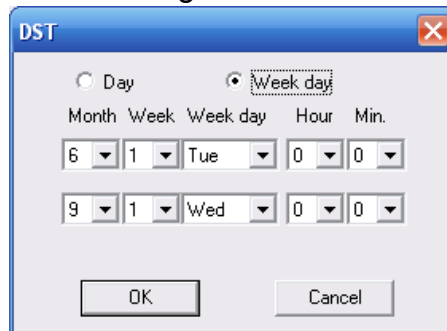 DST
Day Week day
Month Week Week day Hour Min.
6 1 Tue 0 0
9 1 Wed 0 0
OK Cancel